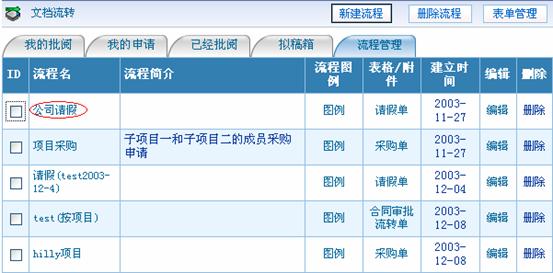 文档流转 新建流程 删除流程 表单管理
我的批阅 我的申请 已经批阅 拟稿箱 流程管理
ID 流程名 流程简介 流程图例 表格/附件 建立时间 编辑 删除
公司请假 图例 请假单 2003-11-27 编辑 删除
项目采购 子项目一和子项目二的成员采购申请 图例 采购单 2003-11-27 编辑 删除
请假(test2003-12-4) 图例 请假单 2003-12-04 编辑 删除
test(按项目) 图例 合同审批流转单 2003-12-08 编辑 删除
hilly项目 图例 采购单 2003-12-08 编辑 删除